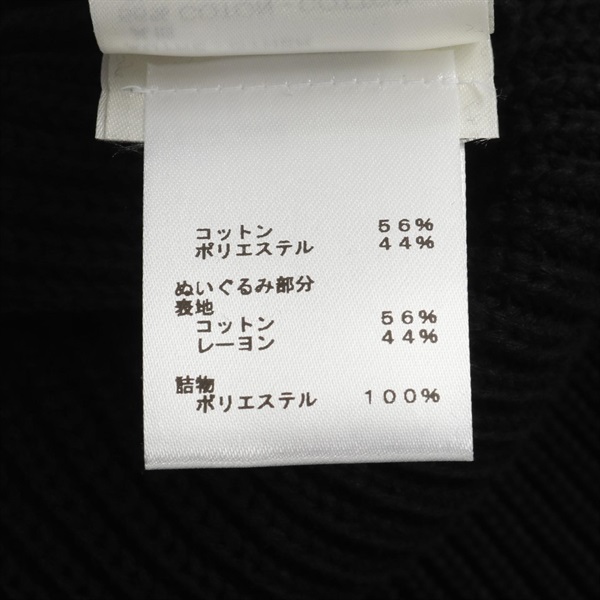 コットン 56%
ポリエステル 44%
ぬいぐるみ部分
表地
コットン 56%
レーヨン 44%
詰物
ポリエステル 100%